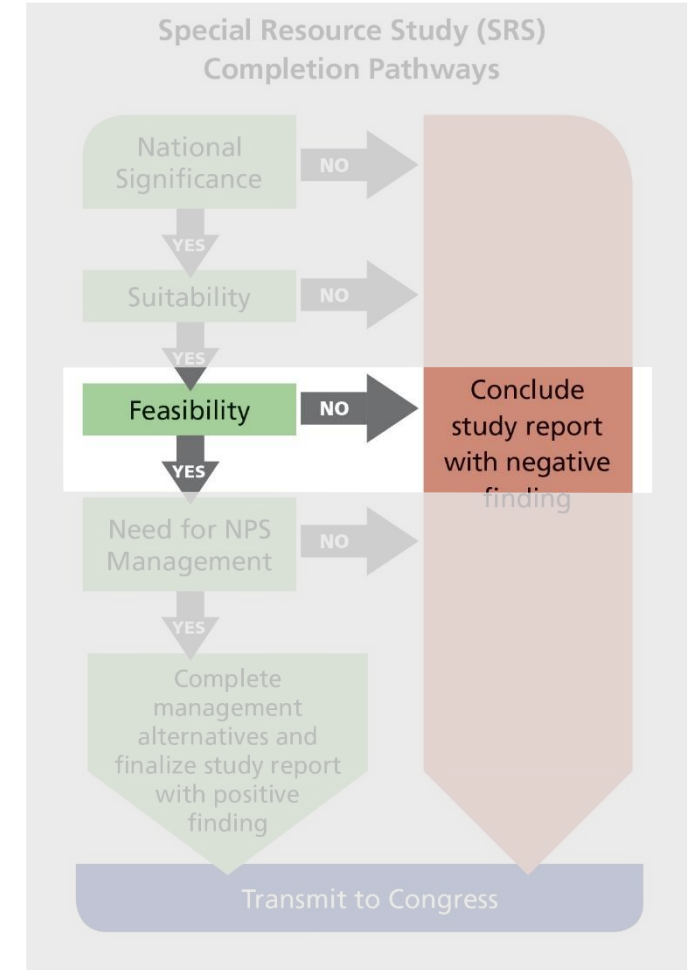 Special Resource Study (SRS)
Completion Pathways
National
Significance
NO
YES
Suitability
NO
YES
Feasibility
NO
Conclude
study report
with negative
finding
YES
Need for NPS
Management
NO
YES
Complete
management
alternatives and
finalize study report
with positive
finding
Transmit to Congress